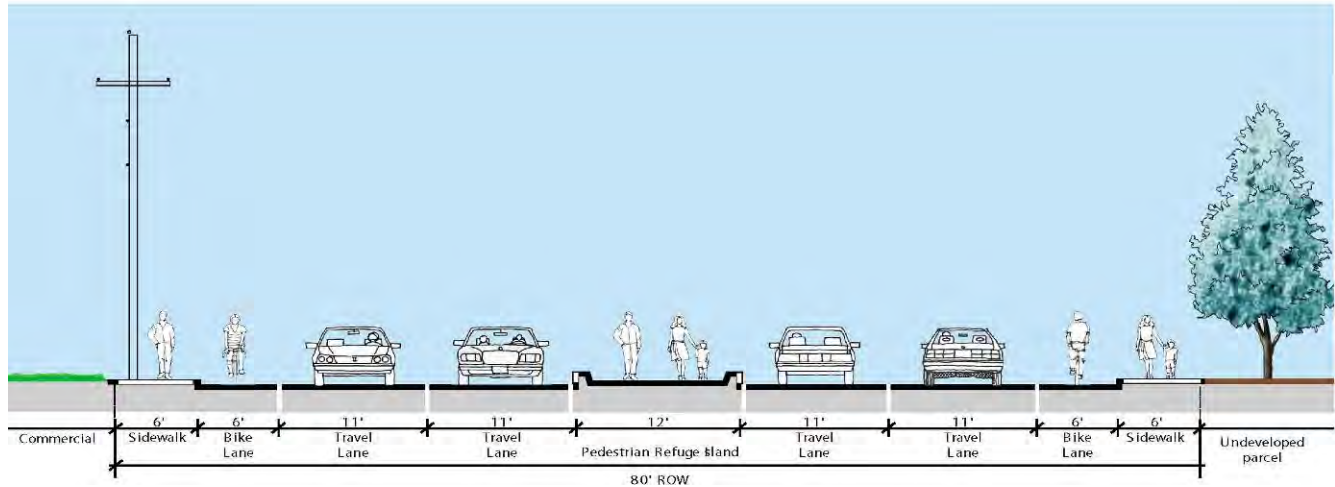 6' 6' 11' 11' 12' 11' 11' 6' 6'
Commercial Sidewalk Bike Travel Travel Pedestrian Refuge Island Travel Travel Bike Sidewalk Undeveloped
Lane Lane Lane Lane Lane Lane parcel
80' ROW